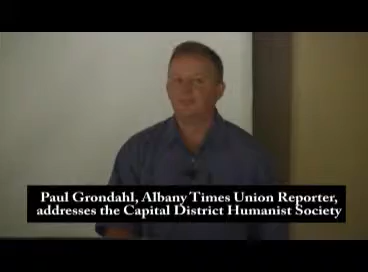 Paul Grondahl, Albany Times Union Reporter,
addresses the Capital District Humanist Society